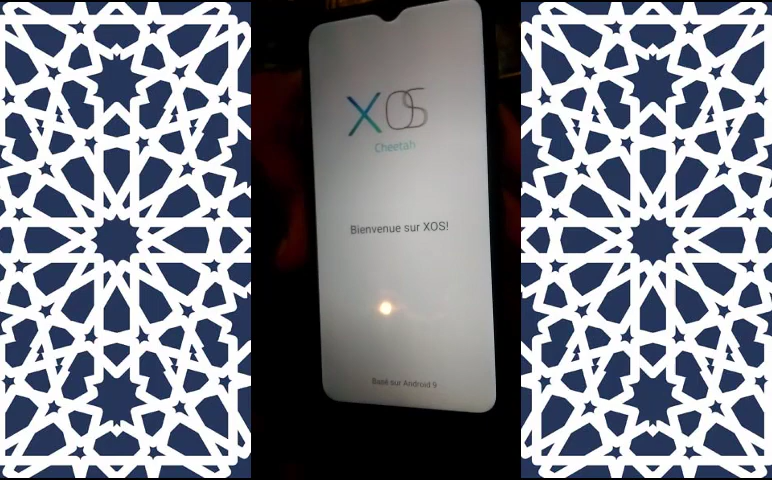 XOS
Cheetah
Bienvenue sur XOS!
Basé sur Android 9